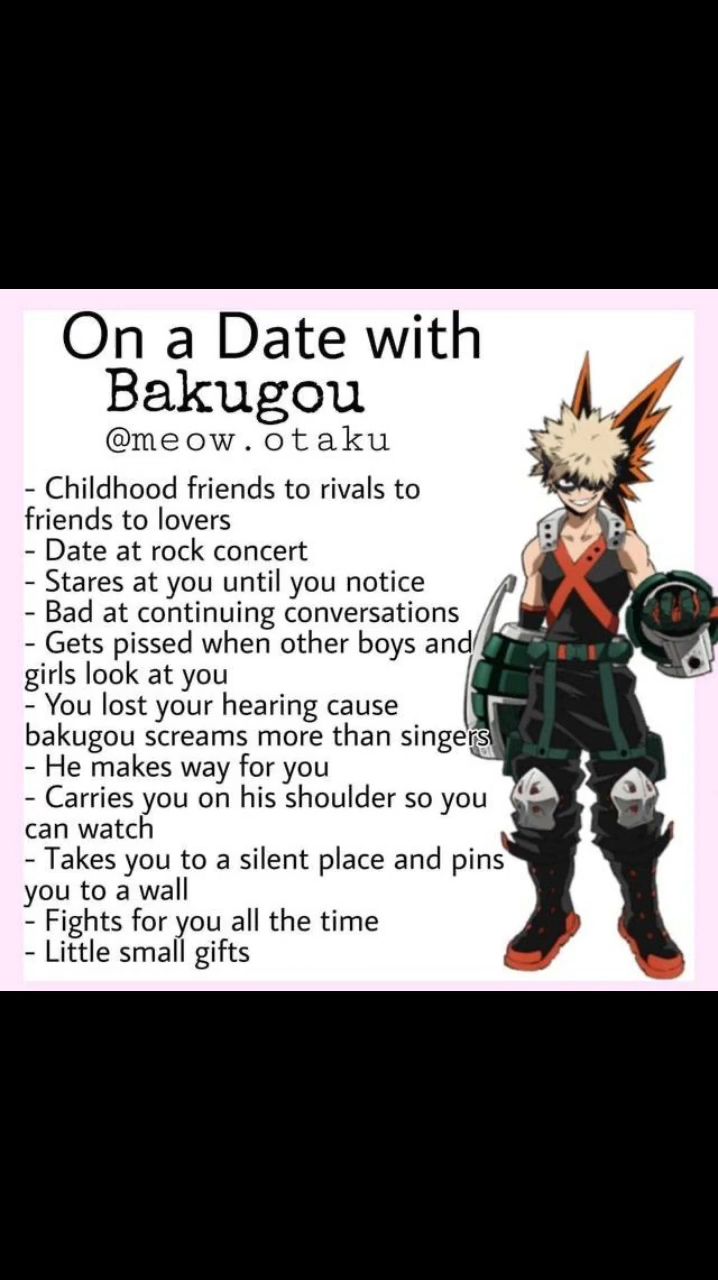 On a Date with
Bakugou
@meow.otaku
- Childhood friends to rivals to
friends to lovers
- Date at rock concert
- Stares at you until you notice
- Bad at continuing conversations
- Gets pissed when other boys and
girls look at you
- You lost your hearing cause
bakugou screams more than singers
- He makes way for you
- Carries you on his shoulder so you
can watch
- Takes you to a silent place and pins
you to a wall
- Fights for you all the time
- Little small gifts